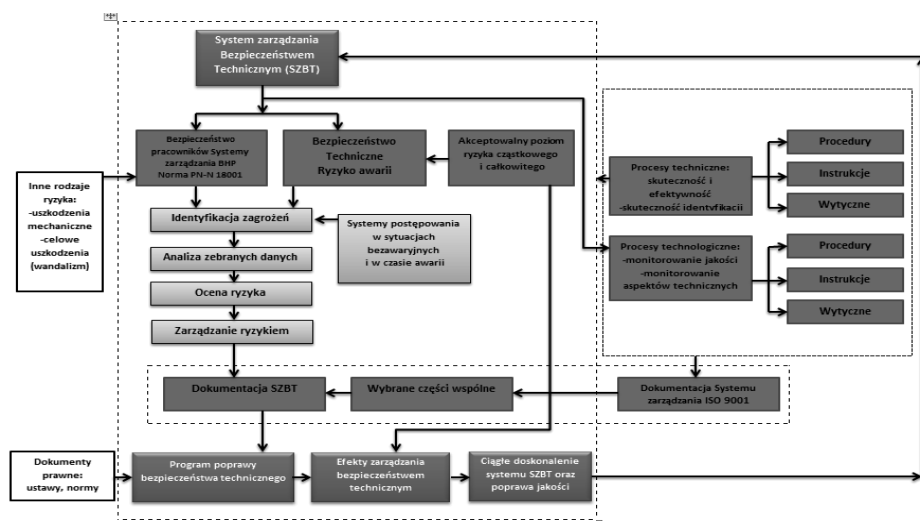 System zarządzania
Bezpieczeństwem
Technicznym (SZBT)
Bezpieczeństwo
pracowników Systemy
zarządzania BHP
Norma PN-N 18001
Bezpieczeństwo
Techniczne
Ryzyko awarii
Akceptowalny poziom
ryzyka cząstkowego
i całkowitego
Inne rodzaje
ryzyka:
-uszkodzenia
mechaniczne
-celowe
uszkodzenia
(wandalizm)
Identyfikacja zagrożeń
Analiza zebranych danych
Ocena ryzyka
Zarządzanie ryzykiem
Systemy postępowania
w sytuacjach
bezawaryjnych
i w czasie awarii
Procesy techniczne:
skuteczność i
efektywność
-skuteczność identyfikacji
Procedury
Instrukcje
Wytyczne
Procesy technologiczne:
-monitorowanie jakości
-monitorowanie
aspektów technicznych
Procedury
Instrukcje
Wytyczne
Dokumentacja SZBT
Wybrane części wspólne
Dokumentacja Systemu
zarządzania ISO 9001
Dokumenty
prawne:
ustawy, normy
Program poprawy
bezpieczeństwa technicznego
Efekty zarządzania
bezpieczeństwem
technicznym
Ciągłe doskonalenie
systemu SZBT oraz
poprawa jakości